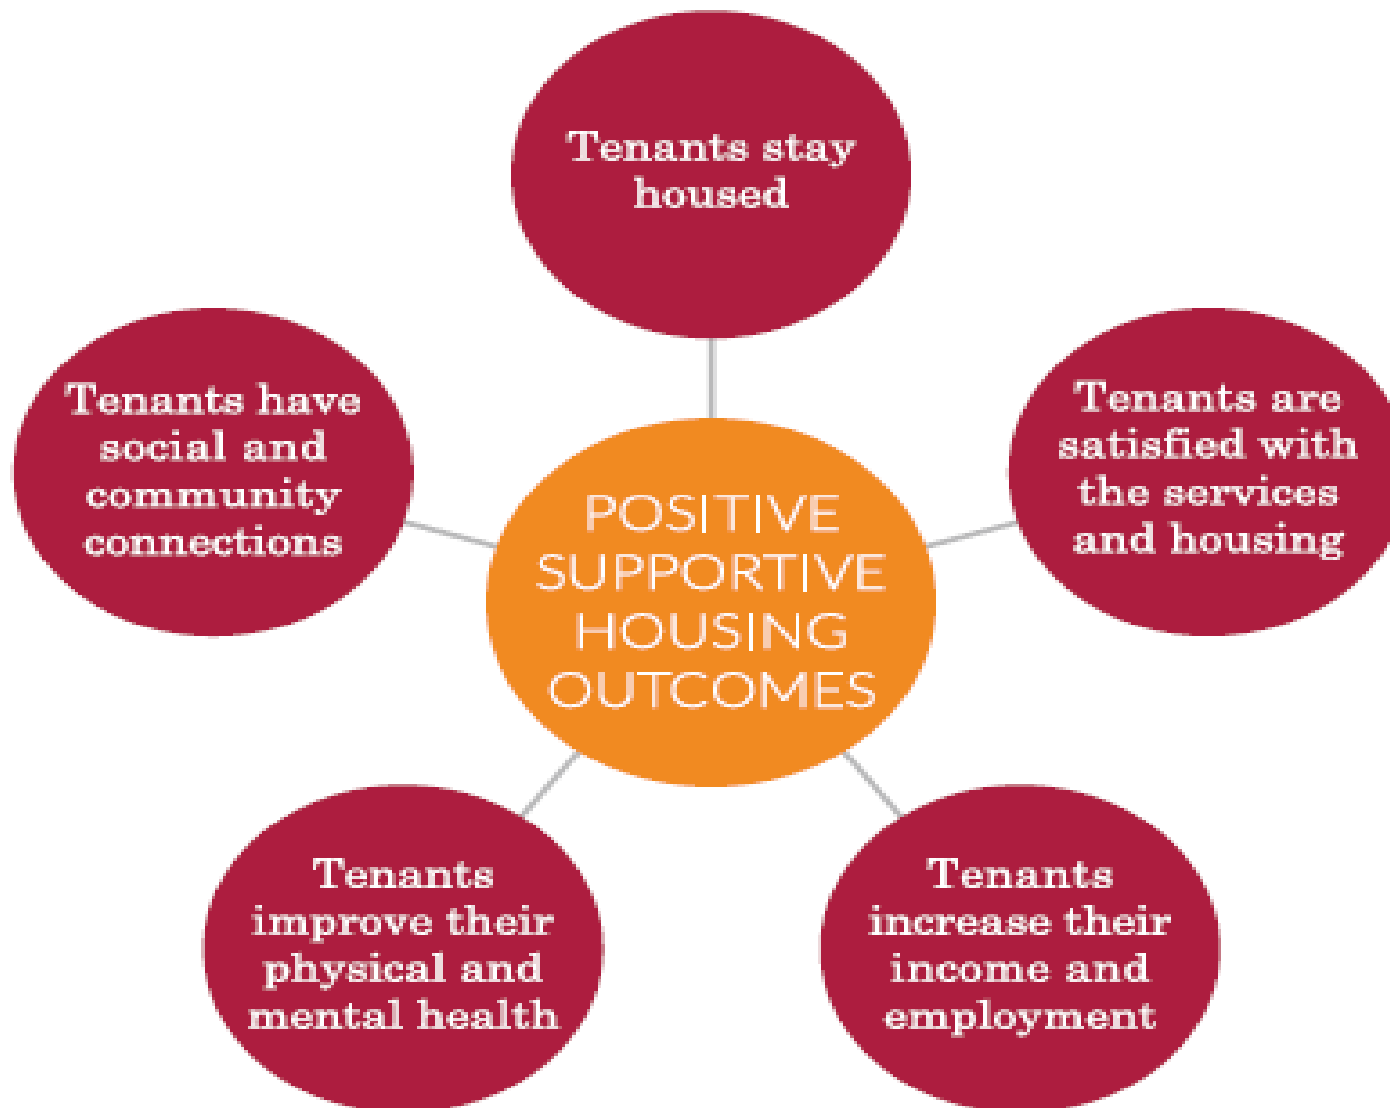 Tenants stay
housed
Tenants have
social and
community
connections
Tenants are
satisfied with
the services
and housing
POSITIVE
SUPPORTIVE
HOUSING
OUTCOMES
Tenants
improve their
physical and
mental health
Tenants
increase their
income and
employment